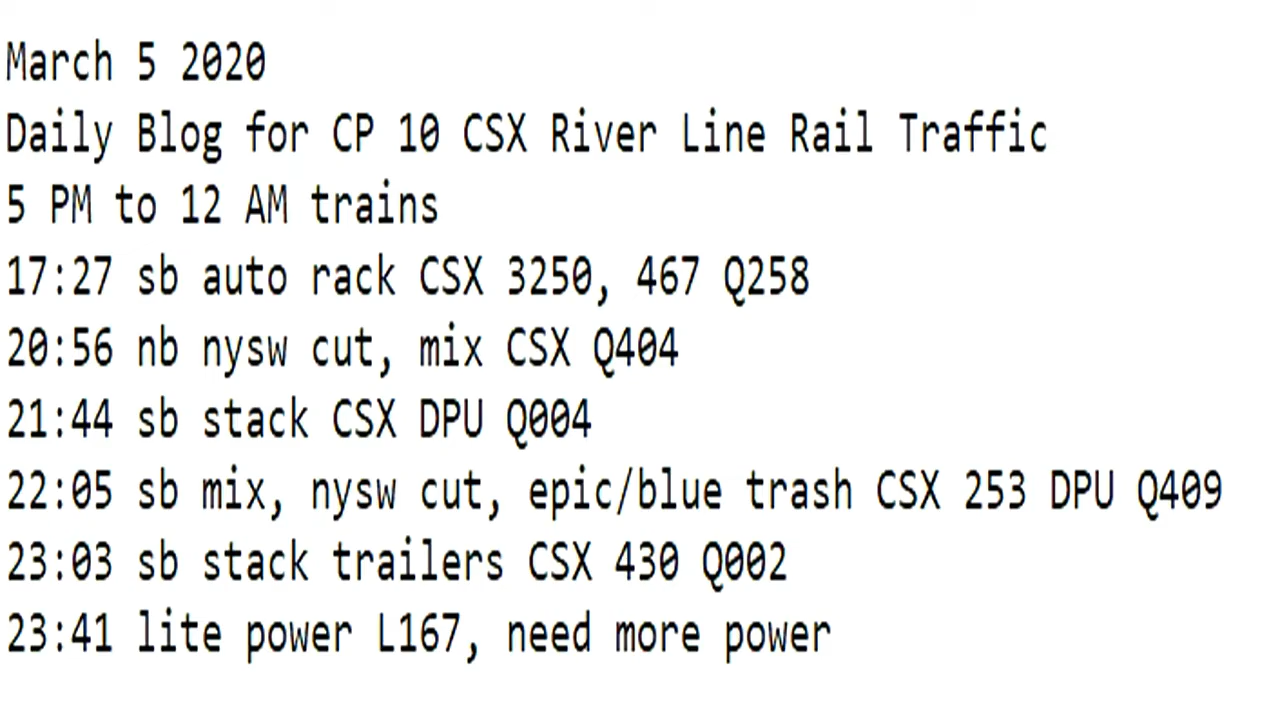 March 5 2020
Daily Blog for CP 10 CSX River Line Rail Traffic
5 PM to 12 AM trains
17:27 sb auto rack CSX 3250, 467 Q258
20:56 nb nysw cut, mix CSX Q404
21:44 sb stack CSX DPU Q004
22:05 sb mix, nysw cut, epic/blue trash CSX 253 DPU Q409
23:03 sb stack trailers CSX 430 Q002
23:41 lite power L167, need more power